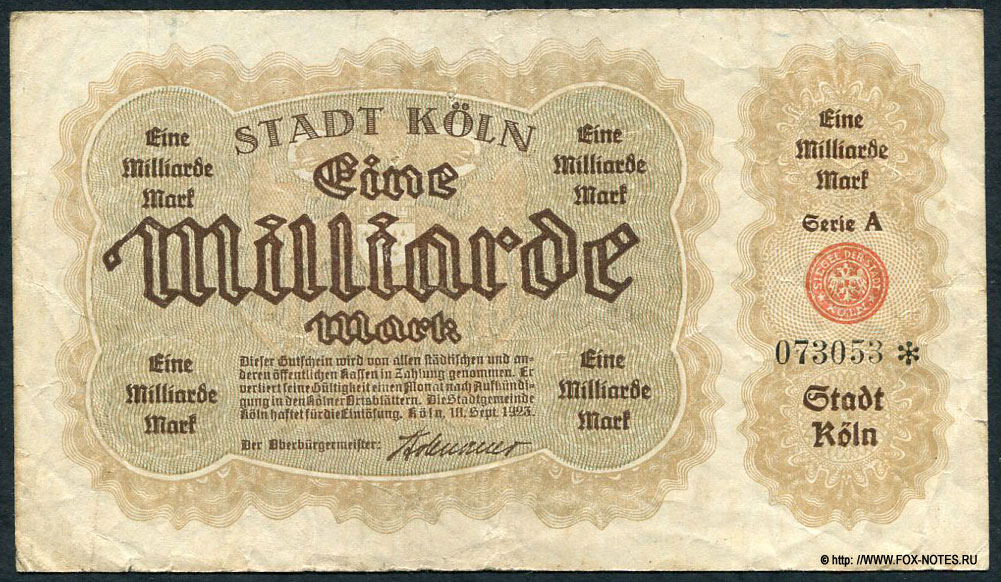 Eine
Milliarde
Mark
STADT KÖLN
Eine
Milliarde
Mark
Eine
Milliarde
Mark
Eine
Milliarde
Mark
Dieser Gutschein wird von allen städtischen und an-
deren öffentlichen Kassen in Zahlung genommen. Er
verliert seine Gültigkeit einen Monat nach Aufkündi-
gung in den Kölner Ortsblättern. Die Stadtgemeinde
Köln haftet für die Einlösung. Köln, Sept. 1923.
Der Oberbürgermeister: Adenauer
Eine
Milliarde
Mark
Eine
Milliarde
Mark
Serie A
SIEGEL DER STADT
KOELN
073053 *
Stadt
Köln
© http: //WWW.FOX-NOTES.RU